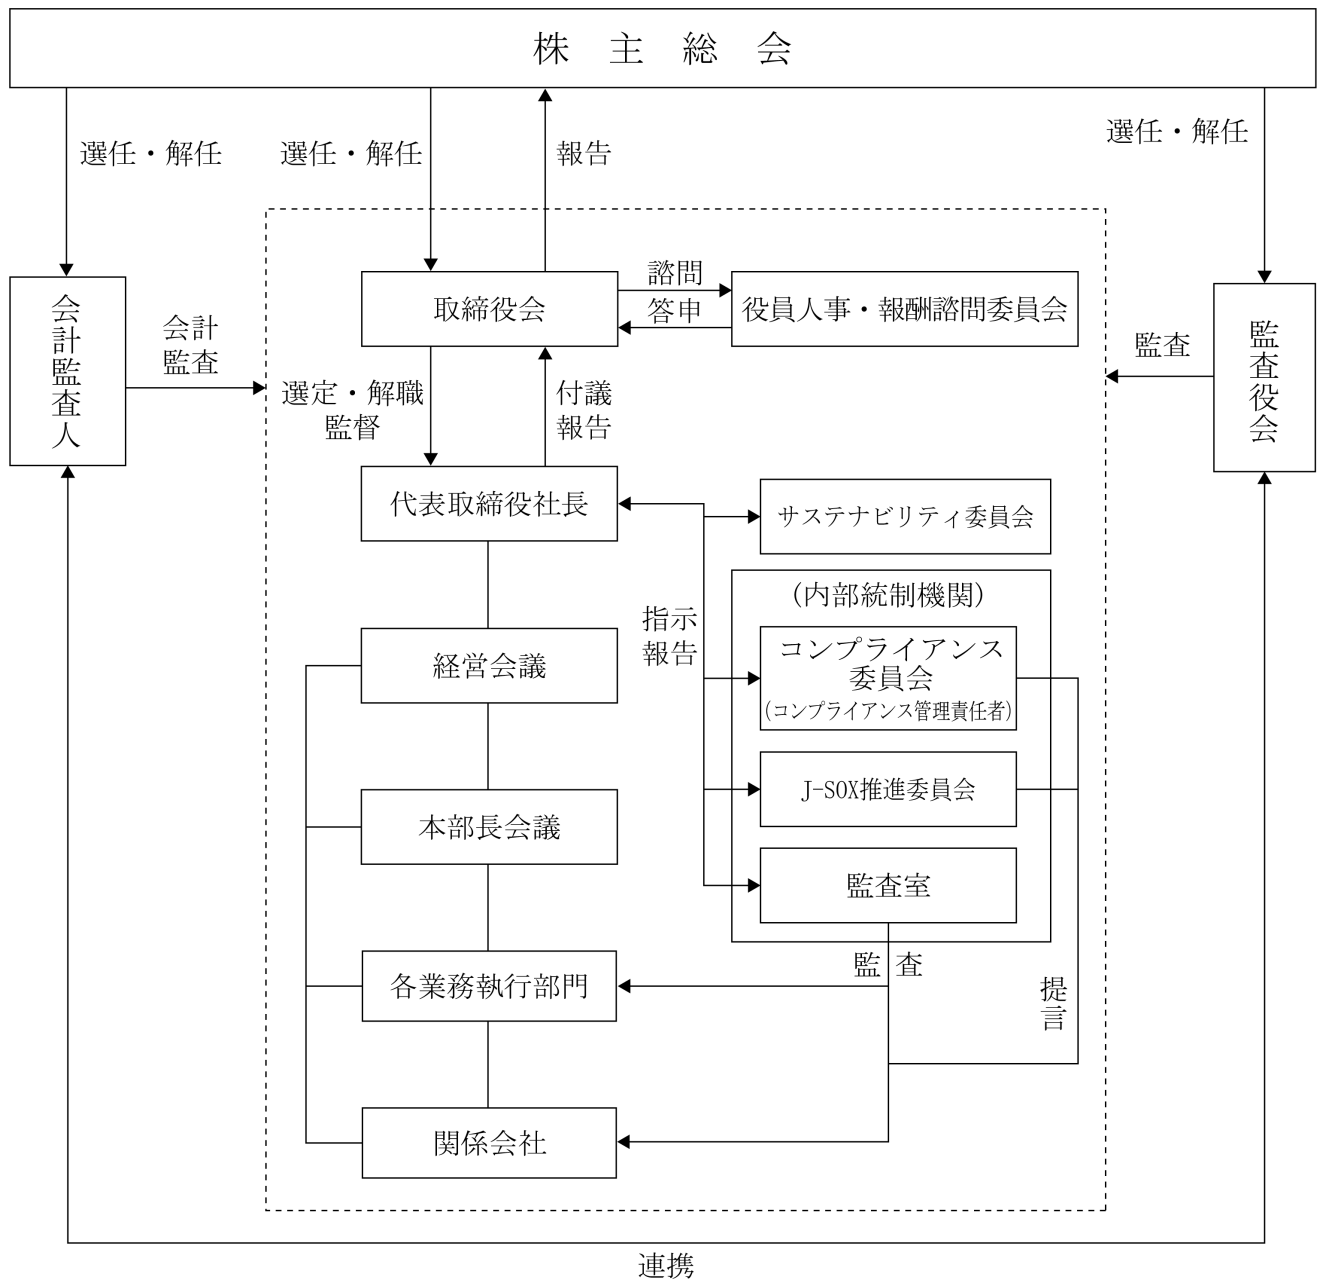 株主総会
選任・解任
選任・解任
報告
選任・解任
会計監査人
会計
監査
取締役会
諮問
答申
役員人事・報酬諮問委員会
監査
監査役会
選定・解職
監督
付議
報告
代表取締役社長
サステナビリティ委員会
(内部統制機関)
指示
報告
コンプライアンス
委員会
(コンプライアンス管理責任者)
経営会議
J-SOX推進委員会
本部長会議
監査室
監査
各業務執行部門
提言
関係会社
連携